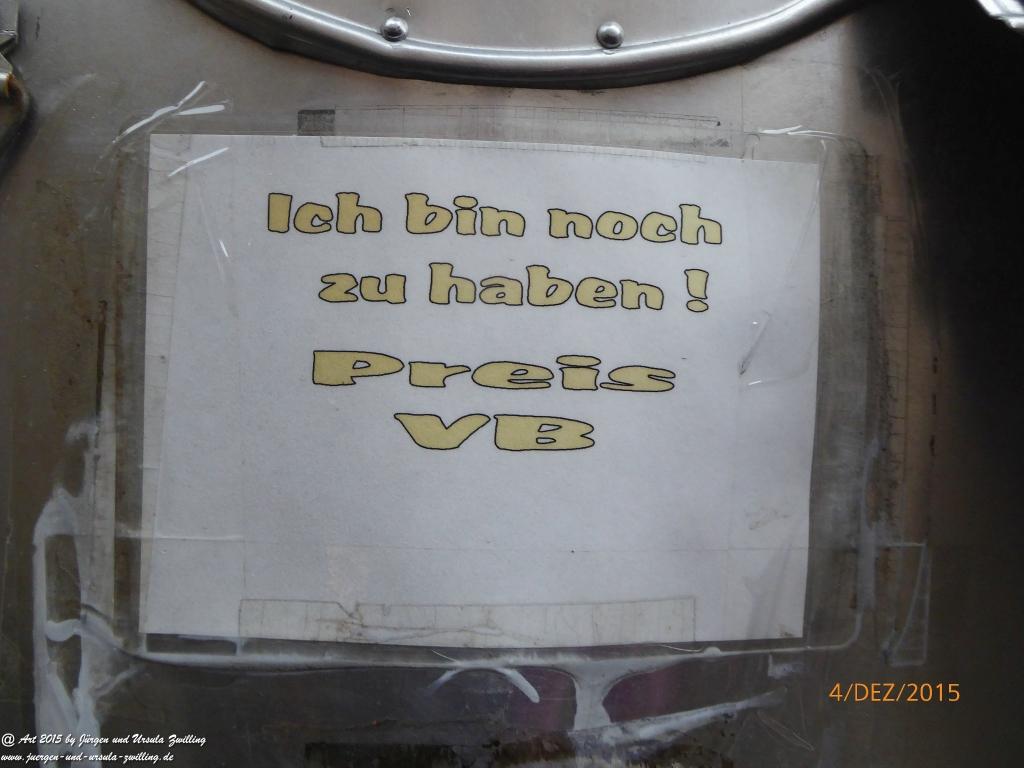 Ich bin noch
zu haben !
Preis
VB
4/DEZ/2015
@ Art 2015 by Jürgen und Ursula Zwilling
www.juergen-und-ursula-zwilling.de